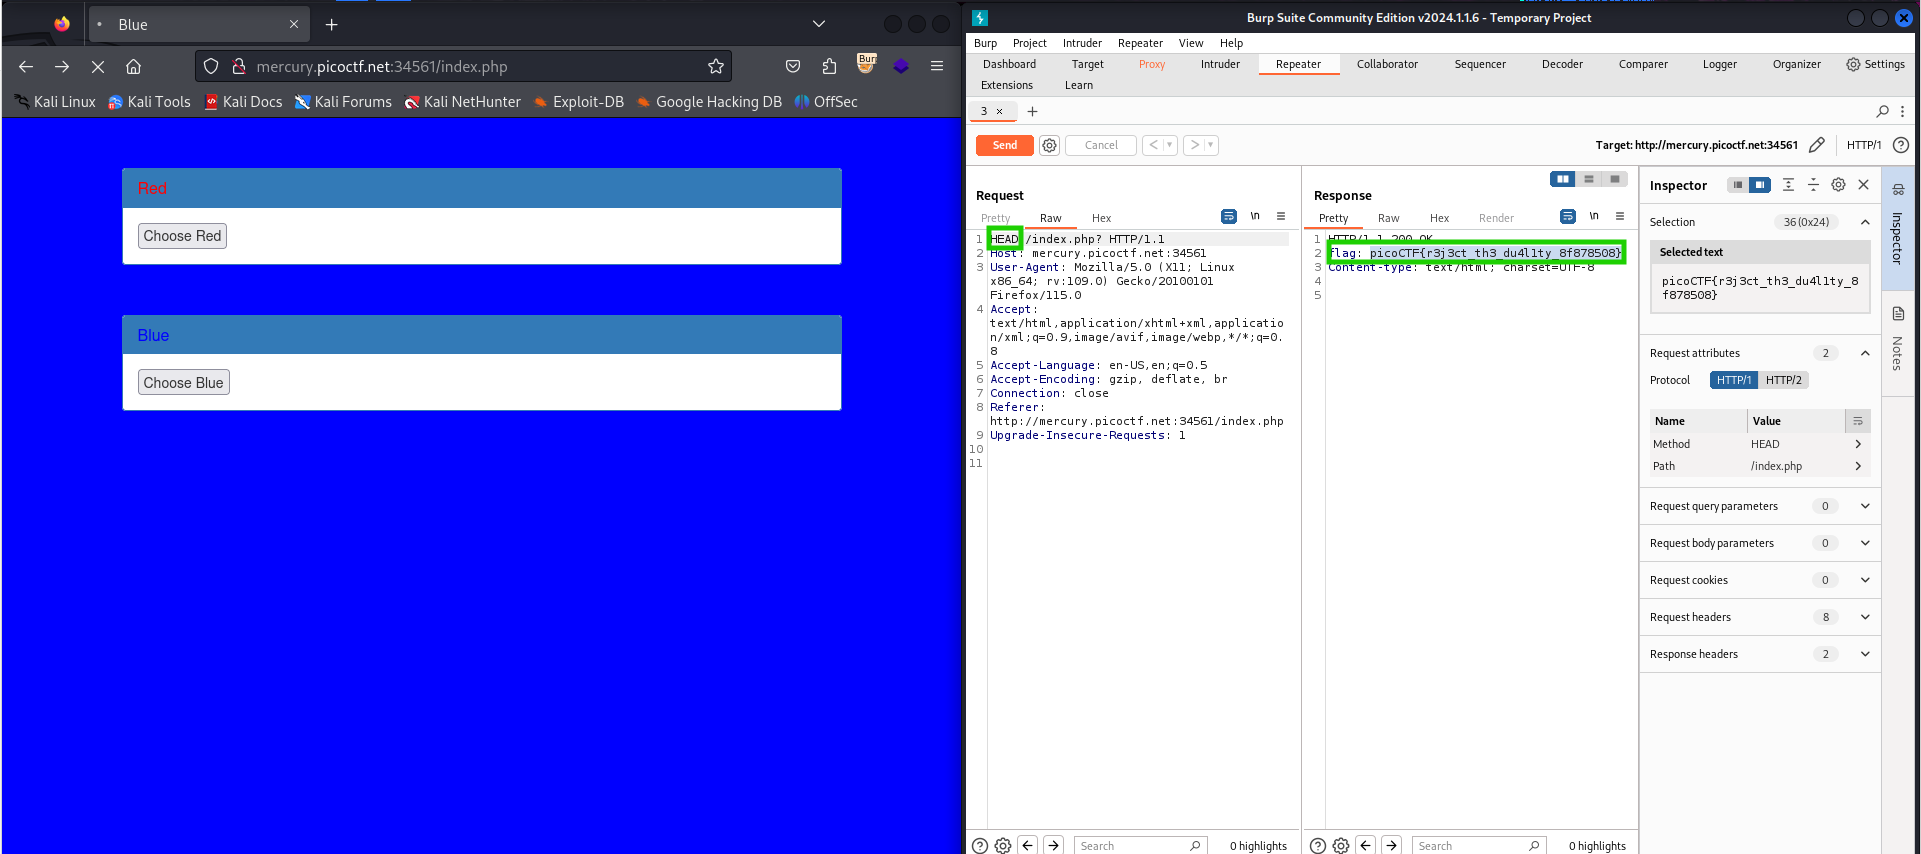 Blue
mercury.picoctf.net:34561/index.php
Burp
Kali Linux
Kali Tools
Kali Docs
Kali Forums
Kali NetHunter
Exploit-DB
Google Hacking DB
OffSec
Red
Choose Red
Blue
Choose Blue
Burp Suite Community Edition v2024.1.1.6 - Temporary Project
Burp Project Intruder Repeater View Help
Dashboard Target Proxy Intruder Repeater Collaborator Sequencer Decoder Comparer Logger Organizer Settings
Extensions Learn
3 × +
Send Cancel < > Target: http://mercury.picoctf.net:34561 HTTP/1 ?
Request
Pretty Raw Hex \n
1 HEAD /index.php? HTTP/1.1
2 Host: mercury.picoctf.net:34561
3 User-Agent: Mozilla/5.0 (X11; Linux
x86_64; rv:109.0) Gecko/20100101
Firefox/115.0
4 Accept:
text/html,application/xhtml+xml,applicatio
n/xml;q=0.9,image/avif,image/webp,*/*;q=0.
8
5 Accept-Language: en-US,en;q=0.5
6 Accept-Encoding: gzip, deflate, br
7 Connection: close
8 Referer:
http://mercury.picoctf.net:34561/index.php
9 Upgrade-Insecure-Requests: 1
10
11
Search 0 highlights
Response
Pretty Raw Hex Render \n
1 HTTP/1.1 200 OK
2 flag: picoCTF{r3j3ct_th3_du4l1ty_8f878508}
3 Content-type: text/html; charset=UTF-8
4
5
Search 0 highlights
Inspector
Selection 36 (0x24)
Selected text
picoCTF{r3j3ct_th3_du4l1ty_8
f878508}
Request attributes 2
Protocol HTTP/1 HTTP/2
Name Value
Method HEAD
Path /index.php
Request query parameters 0
Request body parameters 0
Request cookies 0
Request headers 8
Response headers 2
Inspector
Notes